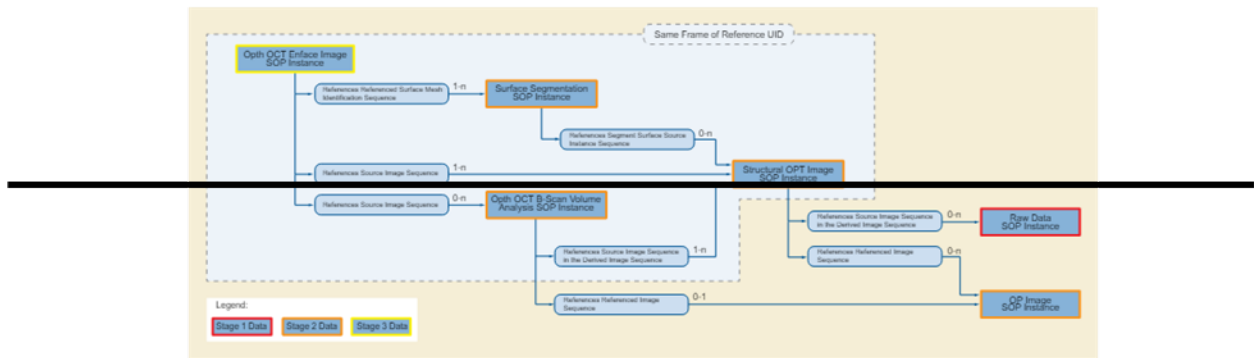 Same Frame of Reference UID
Opth OCT Enface Image
SOP Instance
References Referenced Surface Mesh
Identification Sequence
1-n
Surface Segmentation
SOP Instance
References Segment Surface Source
Instance Sequence
0-n
References Source Image Sequence
1-n
Structural OPT Image
SOP Instance
References Source Image Sequence
0-n
Opth OCT B-Scan Volume
Analysis SOP Instance
References Source Image Sequence
in the Derived Image Sequence
0-n
Raw Data
SOP Instance
References Source Image Sequence
in the Derived Image Sequence
1-n
References Referenced Image
Sequence
0-n
References Referenced Image
Sequence
0-1
OP Image
SOP Instance
Legend:
Stage 1 Data
Stage 2 Data
Stage 3 Data